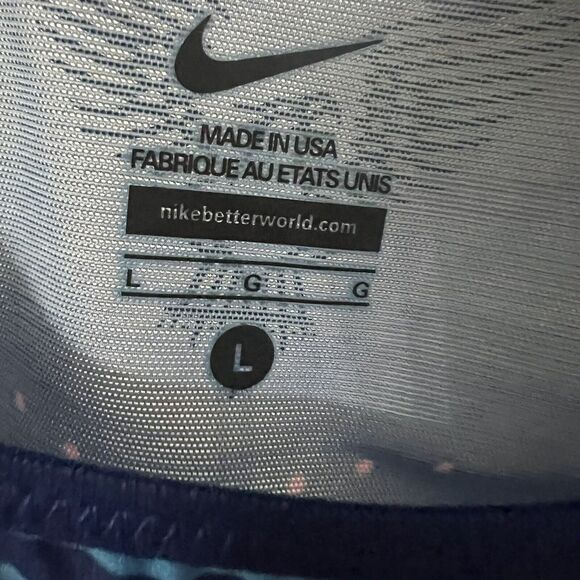 MADE IN USA
FABRIQUE AU ETATS UNIS
nikebetterworld.com
L G G
L